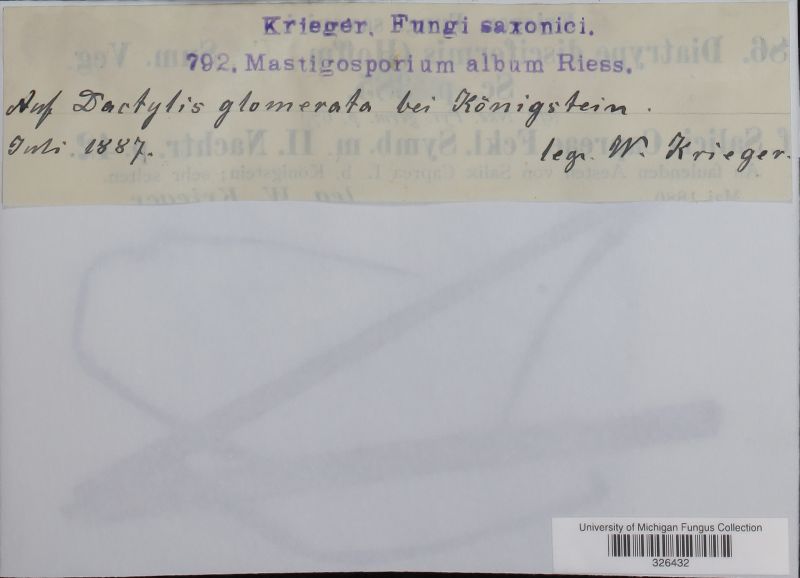 Krieger, Fungi saxonici.
792. Mastigosporium album Riess.
Auf Dactylis glomerata bei Königstein.
Juli 1887.
leg. W. Krieger.
University of Michigan Fungus Collection
326432